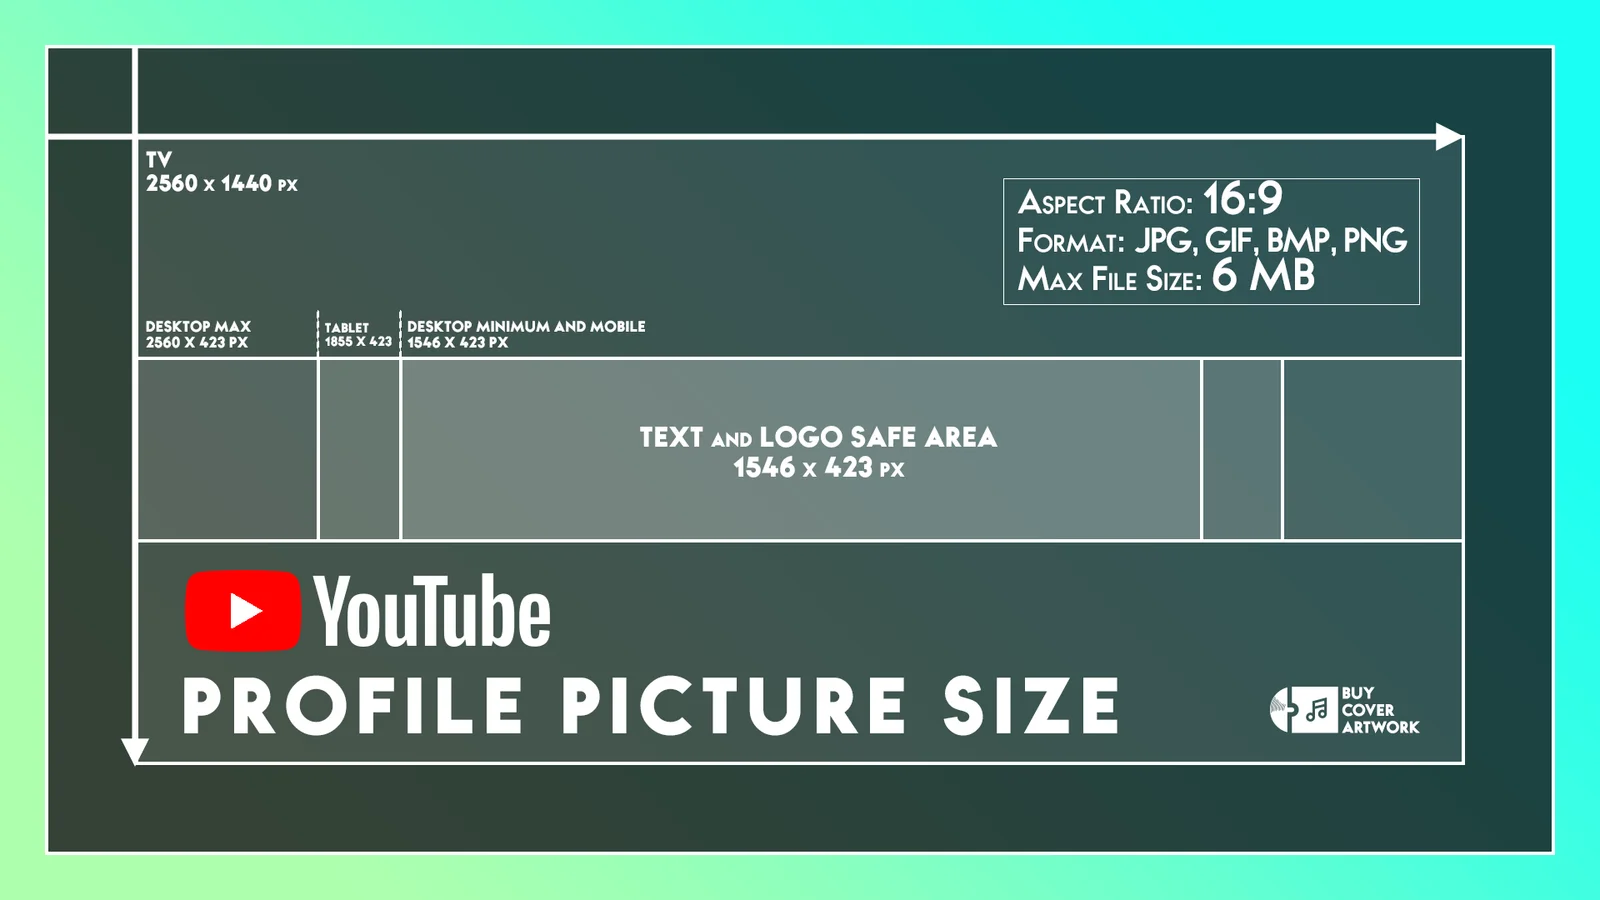 TV
2560 X 1440 PX
ASPECT RATIO: 16:9
FORMAT: JPG, GIF, BMP, PNG
MAX FILE SIZE: 6 MB
DESKTOP MAX
2560 X 423 PX
TABLET
1855 X 423
DESKTOP MINIMUM AND MOBILE
1546 X 423 PX
TEXT AND LOGO SAFE AREA
1546 X 423 PX
YouTube
PROFILE PICTURE SIZE
BUY
COVER
ARTWORK